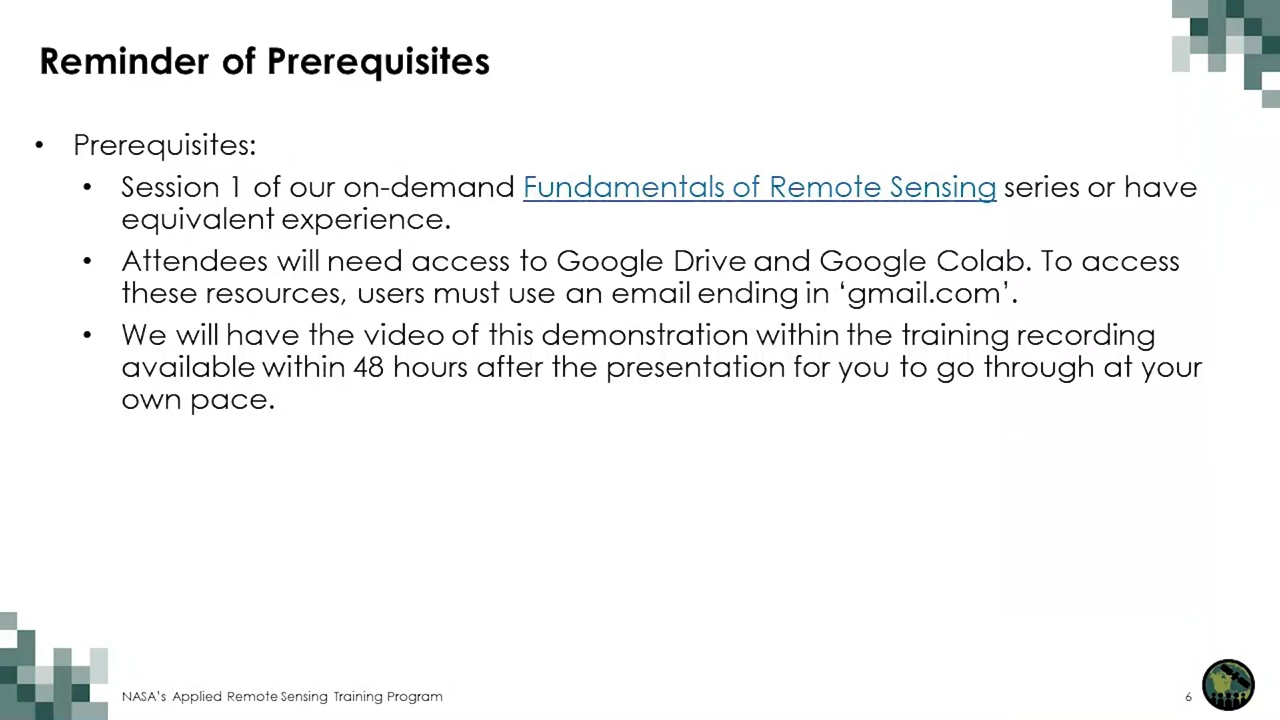 Reminder of Prerequisites
• Prerequisites:
• Session 1 of our on-demand Fundamentals of Remote Sensing series or have
equivalent experience.
• Attendees will need access to Google Drive and Google Colab. To access
these resources, users must use an email ending in ‘gmail.com’.
• We will have the video of this demonstration within the training recording
available within 48 hours after the presentation for you to go through at your
own pace.
NASA’s Applied Remote Sensing Training Program
6